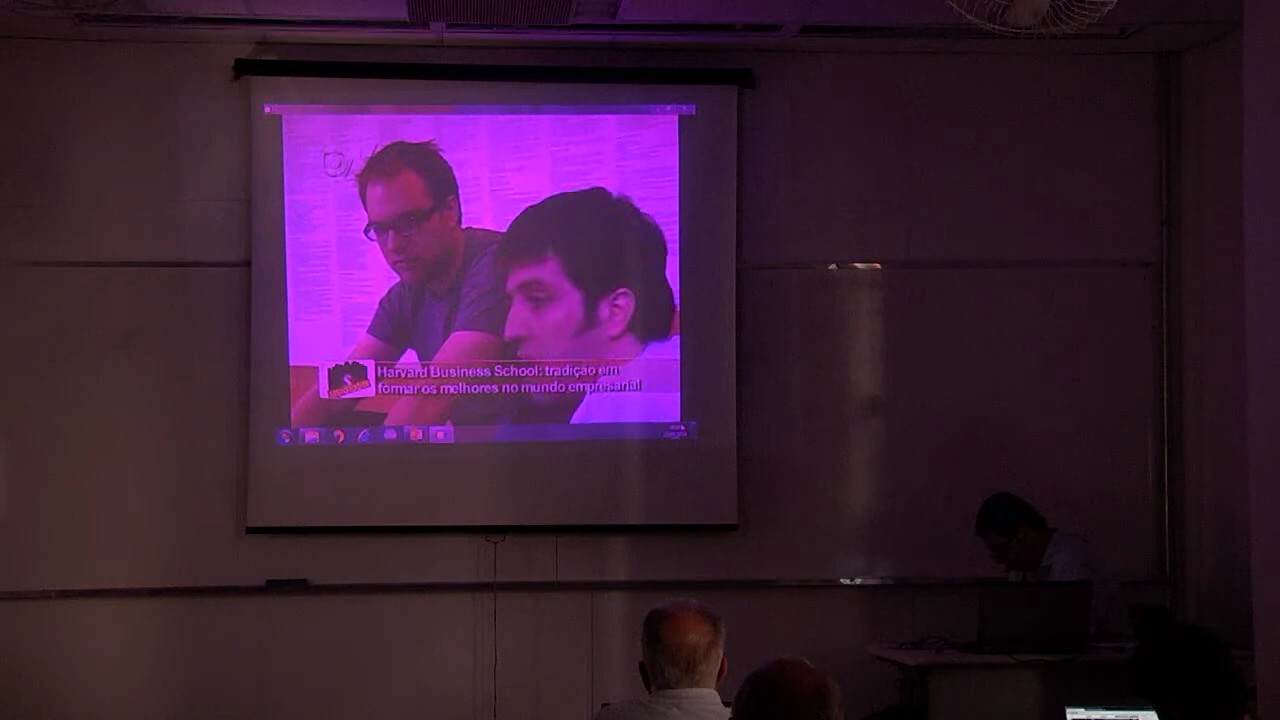 Harvard Business School: tradição em
formar os melhores no mundo empresarial